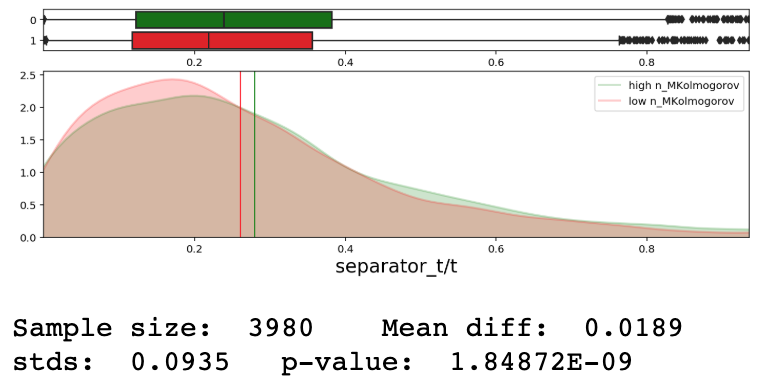 0
1
0.2 0.4 0.6 0.8
2.5
high n_MKolmogorov
low n_MKolmogorov
2.0
1.5
1.0
0.5
0.0
0.2 0.4 0.6 0.8
separator_t/t
Sample size: 3980 Mean diff: 0.0189
stds: 0.0935 p-value: 1.84872E-09